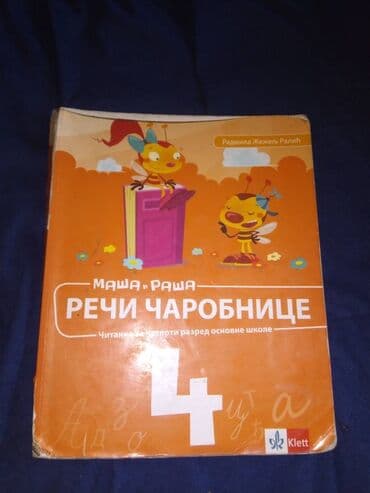 Радмила Жежељ Ралић
МАША и РАША
РЕЧИ ЧАРОБНИЦЕ
Читанка за четврти разред основне школе
4
А д з о ц у ђ а
Klett